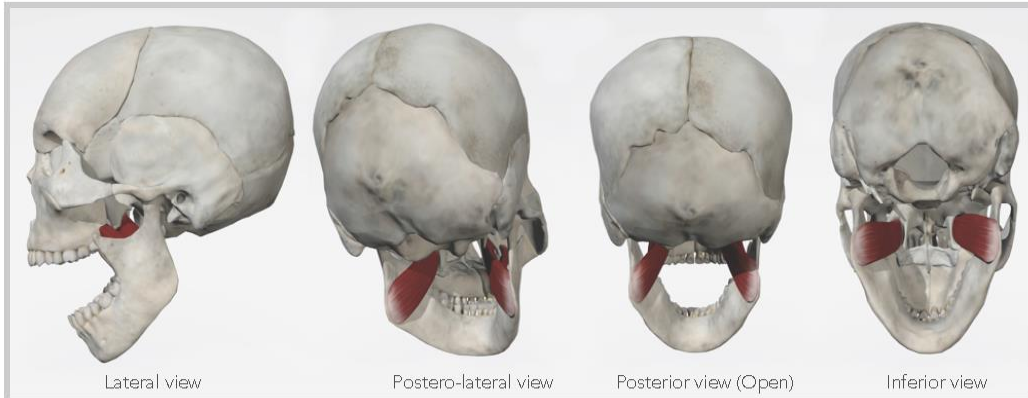 Lateral view
Postero-lateral view
Posterior view (Open)
Inferior view